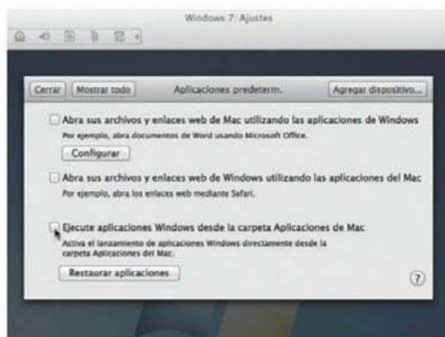 Windows 7: Ajustes
Cerrar Mostrar todo Aplicaciones predeterm. Agregar dispositivo...
Abra sus archivos y enlaces web de Mac utilizando las aplicaciones de Windows
Por ejemplo, abra documentos de Word usando Microsoft Office.
Configurar
Abra sus archivos y enlaces web de Windows utilizando las aplicaciones del Mac
Por ejemplo, abra los enlaces web mediante Safari.
Ejecute aplicaciones Windows desde la carpeta Aplicaciones de Mac
Activa el lanzamiento de aplicaciones Windows directamente desde la
carpeta Aplicaciones del Mac.
Restaurar aplicaciones ?